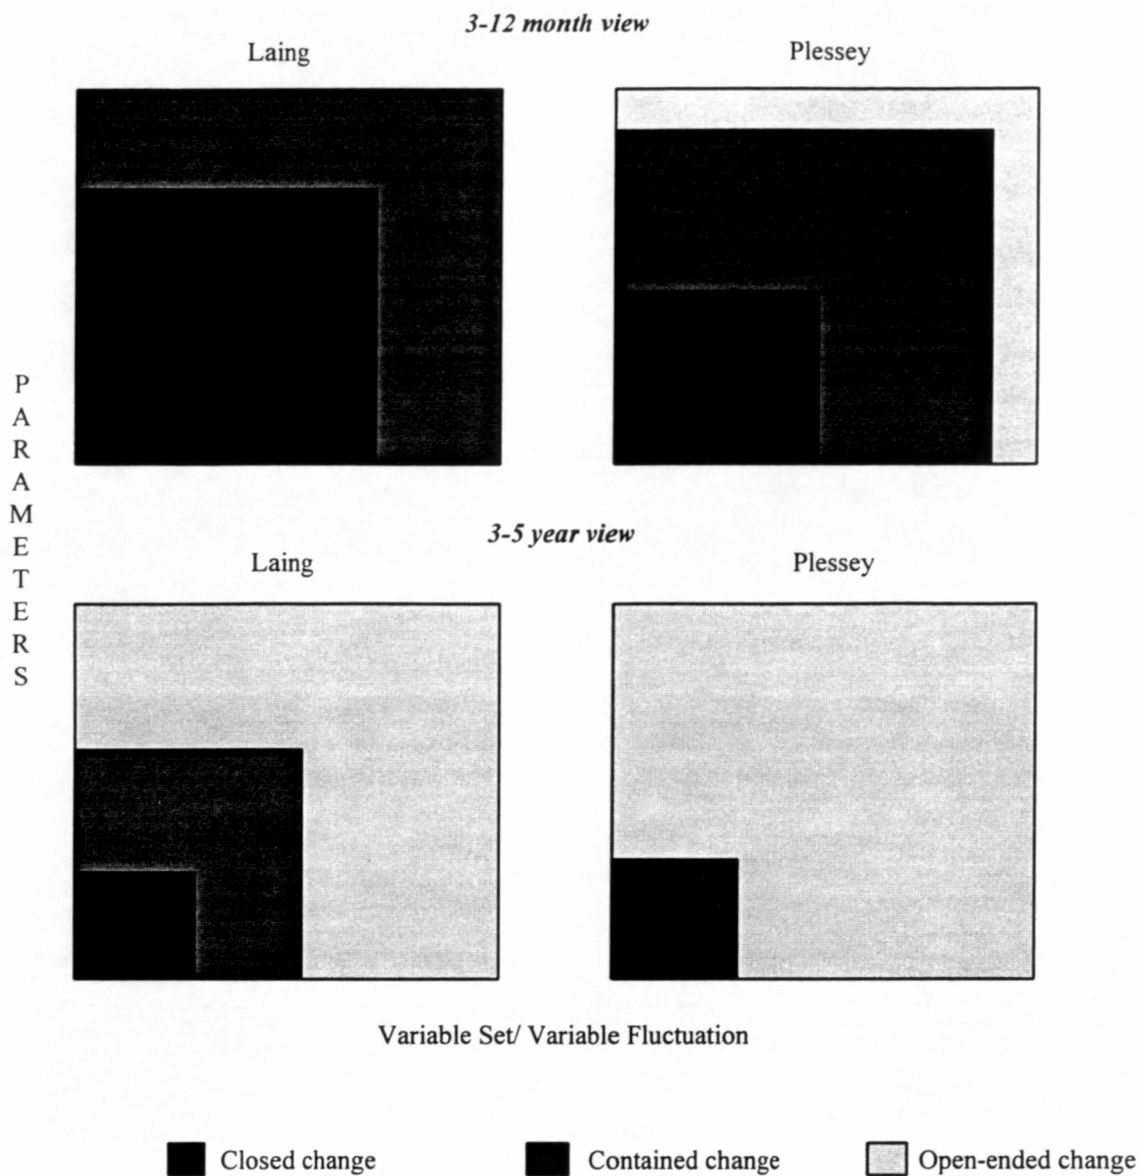 3-12 month view
Laing Plessey
PARAMETERS
3-5 year view
Laing Plessey
Variable Set/ Variable Fluctuation
Closed change Contained change Open-ended change